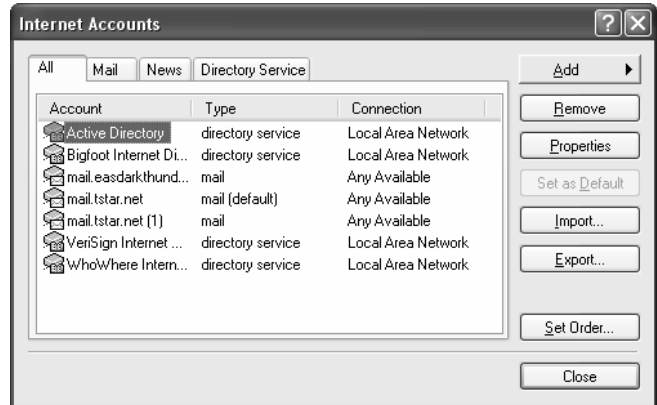 Internet Accounts
All Mail News Directory Service
Add
Remove
Properties
Set as Default
Import...
Export...
Set Order...
Close
Account Type Connection
Active Directory directory service Local Area Network
Bigfoot Internet Di... directory service Local Area Network
mail.easdarkthund... mail Any Available
mail.tstar.net mail (default) Any Available
mail.tstar.net (1) mail Any Available
VeriSign Internet ... directory service Local Area Network
WhoWhere Intern... directory service Local Area Network